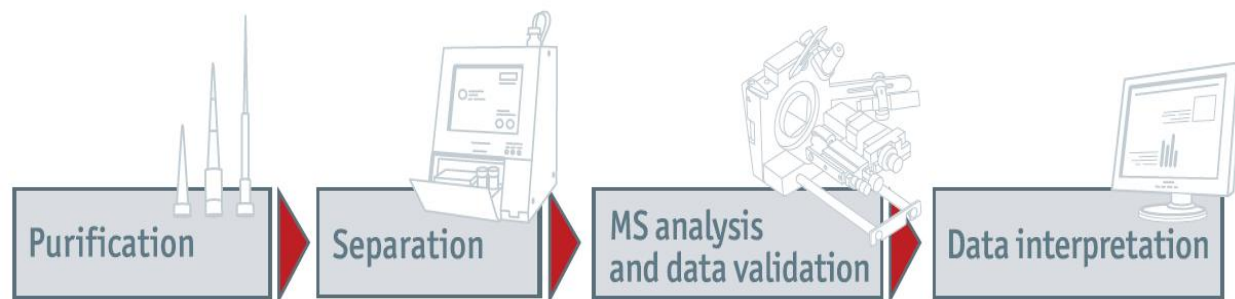 Purification
Separation
MS analysis
and data validation
Data interpretation